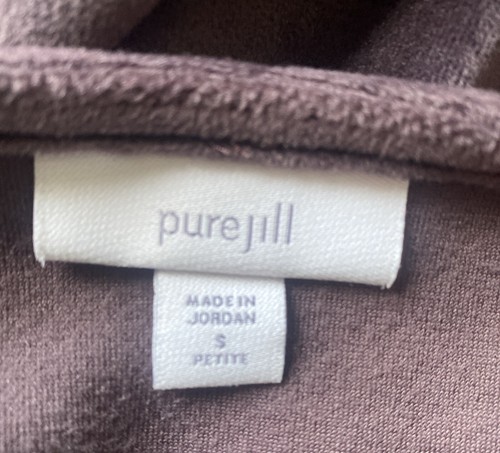 purejill
MADE IN
JORDAN
S
PETITE